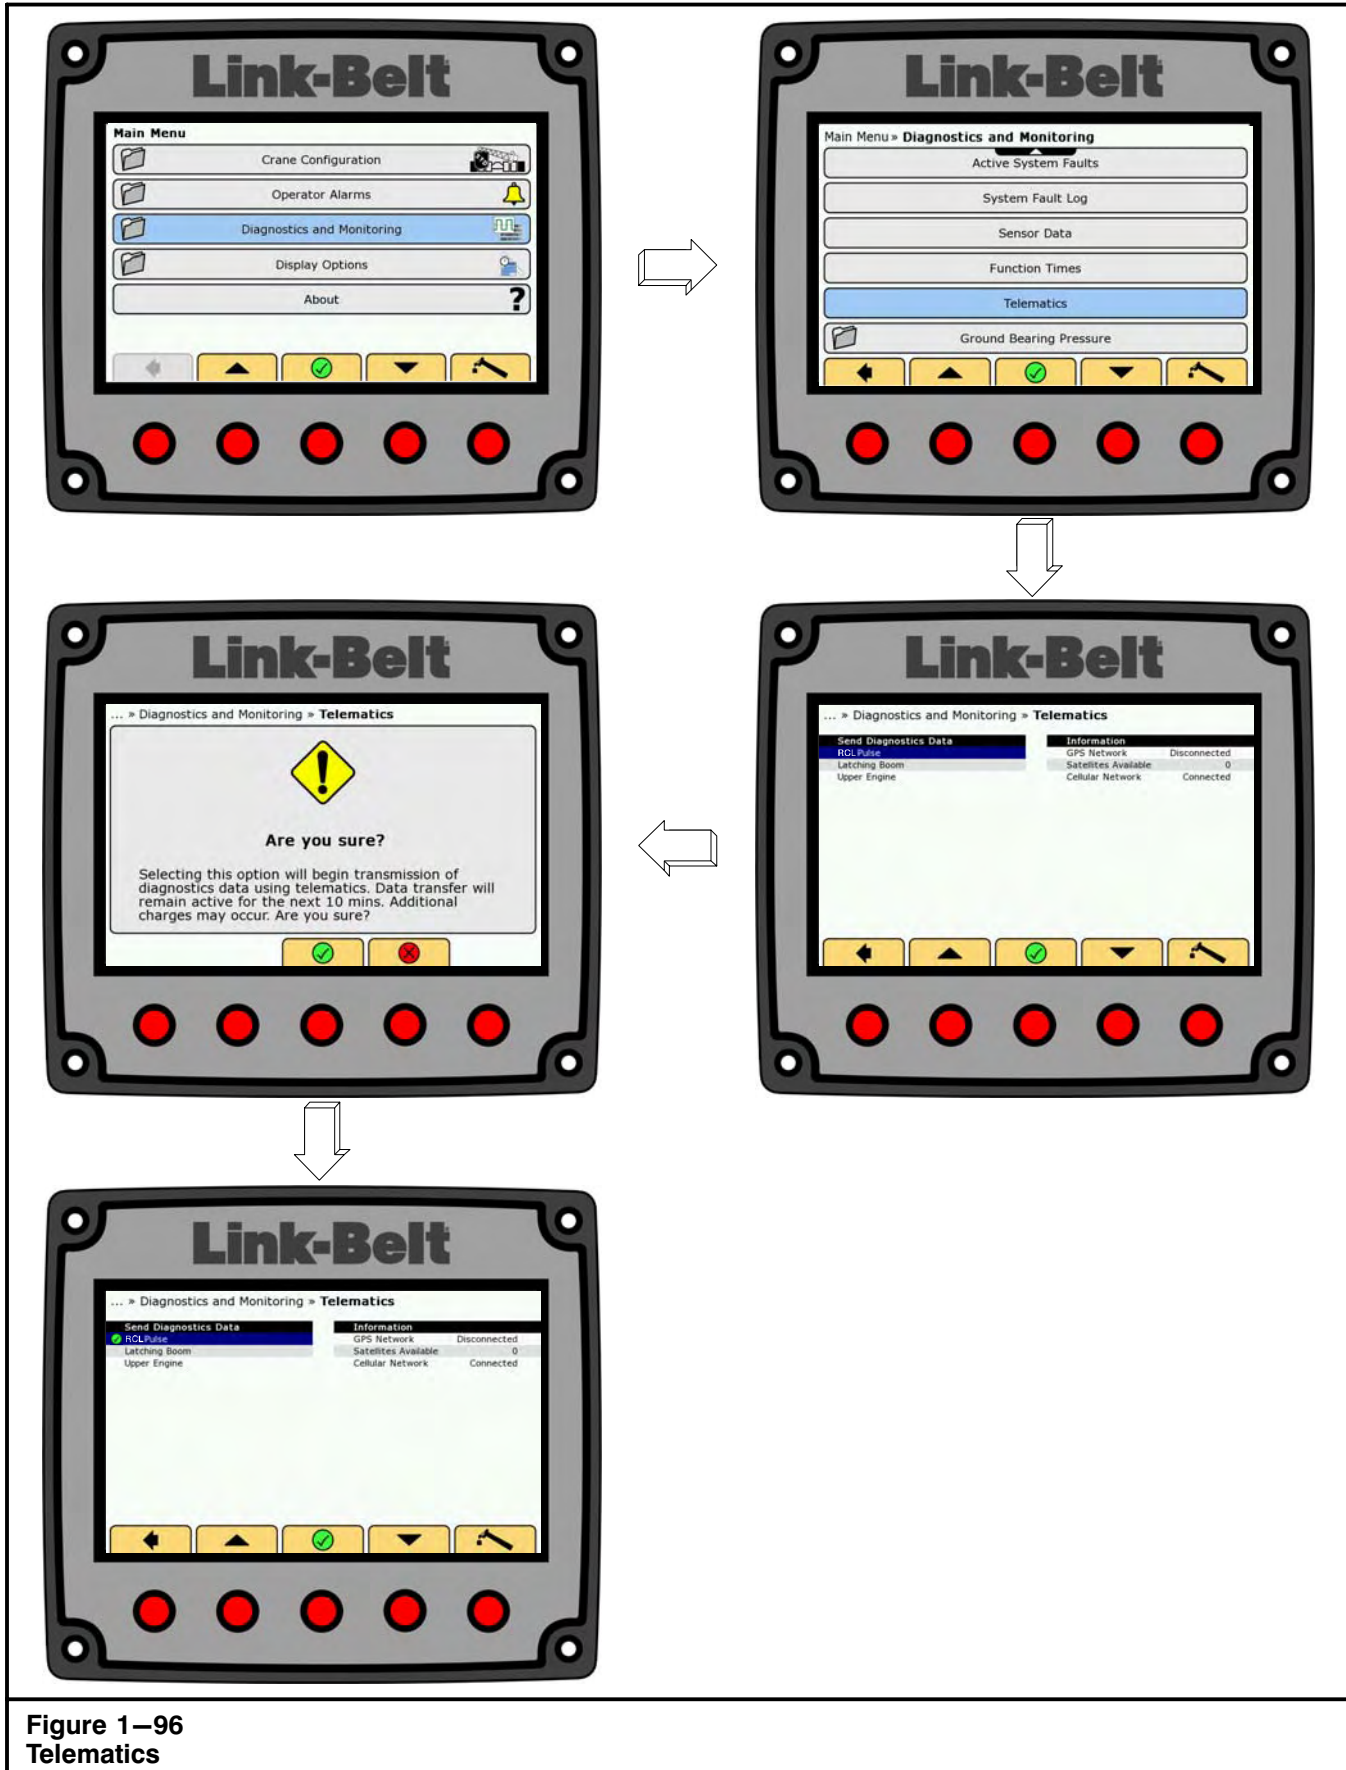 Link-Belt
Main Menu
Crane Configuration
Operator Alarms
Diagnostics and Monitoring
Display Options
About ?
Link-Belt
Main Menu » Diagnostics and Monitoring
Active System Faults
System Fault Log
Sensor Data
Function Times
Telematics
Ground Bearing Pressure
Link-Belt
... » Diagnostics and Monitoring » Telematics
Are you sure?
Selecting this option will begin transmission of
diagnostics data using telematics. Data transfer will
remain active for the next 10 mins. Additional
charges may occur. Are you sure?
Link-Belt
... » Diagnostics and Monitoring » Telematics
Send Diagnostics Data Information
RCL Pulse GPS Network Disconnected
Latching Boom Satellites Available 0
Upper Engine Cellular Network Connected
Link-Belt
... » Diagnostics and Monitoring » Telematics
Send Diagnostics Data Information
RCL Pulse GPS Network Disconnected
Latching Boom Satellites Available 0
Upper Engine Cellular Network Connected
Figure 1–96
Telematics